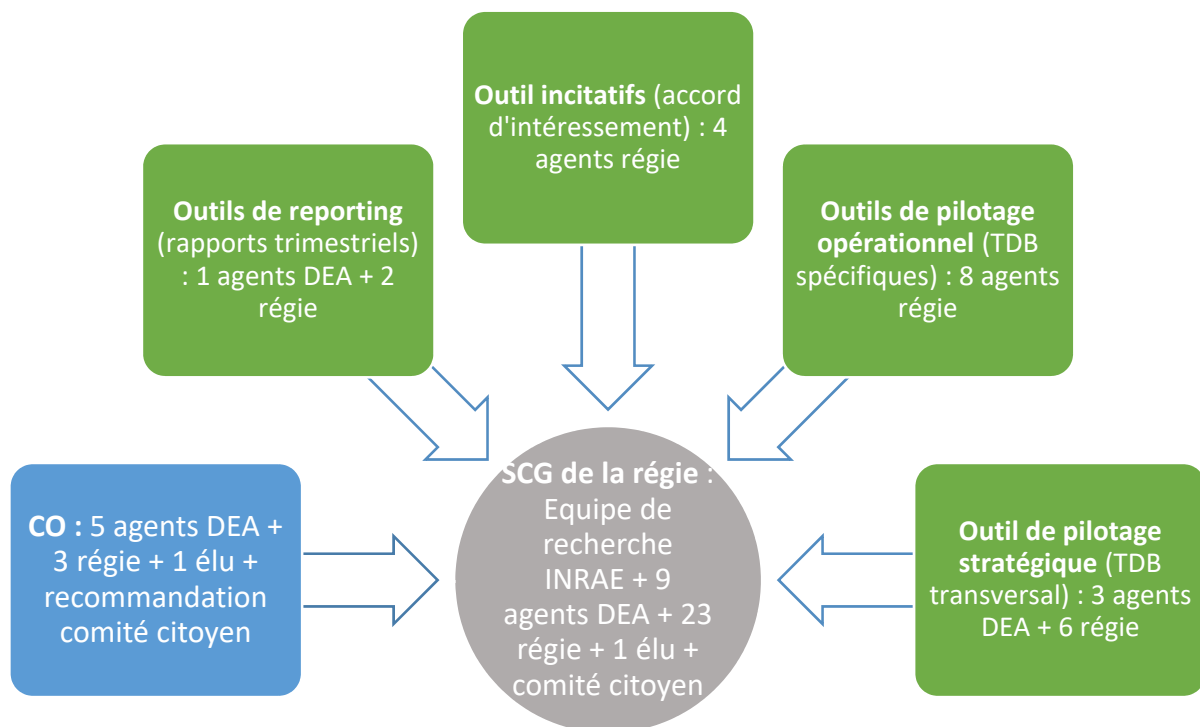 Outil incitatifs (accord
d'intéressement) : 4
agents régie
Outils de reporting
(rapports trimestriels)
: 1 agents DEA + 2
régie
Outils de pilotage
opérationnel (TDB
spécifiques) : 8 agents
régie
CO : 5 agents DEA +
3 régie + 1 élu +
recommandation
comité citoyen
SCG de la régie :
Equipe de
recherche
INRAE + 9
agents DEA + 23
régie + 1 élu +
comité citoyen
Outil de pilotage
stratégique (TDB
transversal) : 3 agents
DEA + 6 régie